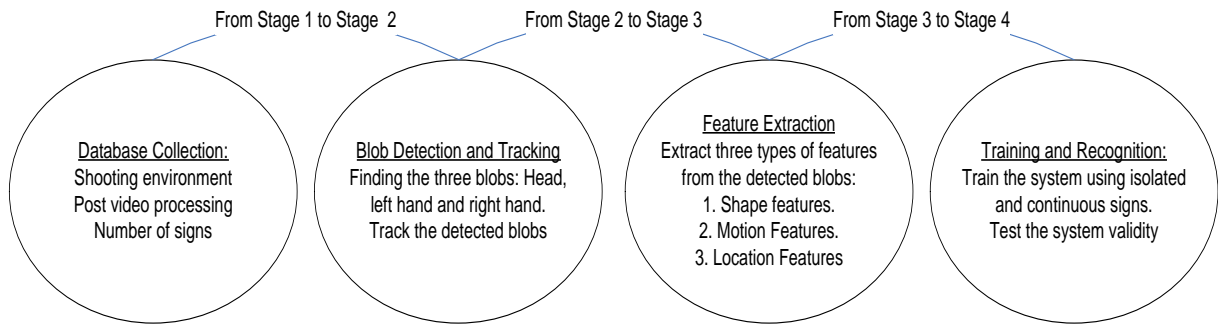 From Stage 1 to Stage  2
From Stage 2 to Stage 3
From Stage 3 to Stage 4
Database Collection:
Shooting environment
Post video processing
Number of signs
Blob Detection and Tracking
Finding the three blobs: Head,
left hand and right hand.
Track the detected blobs
Feature Extraction
Extract three types of features
from the detected blobs:
1. Shape features.
2. Motion Features.
3. Location Features
Training and Recognition:
Train the system using isolated
and continuous signs.
Test the system validity